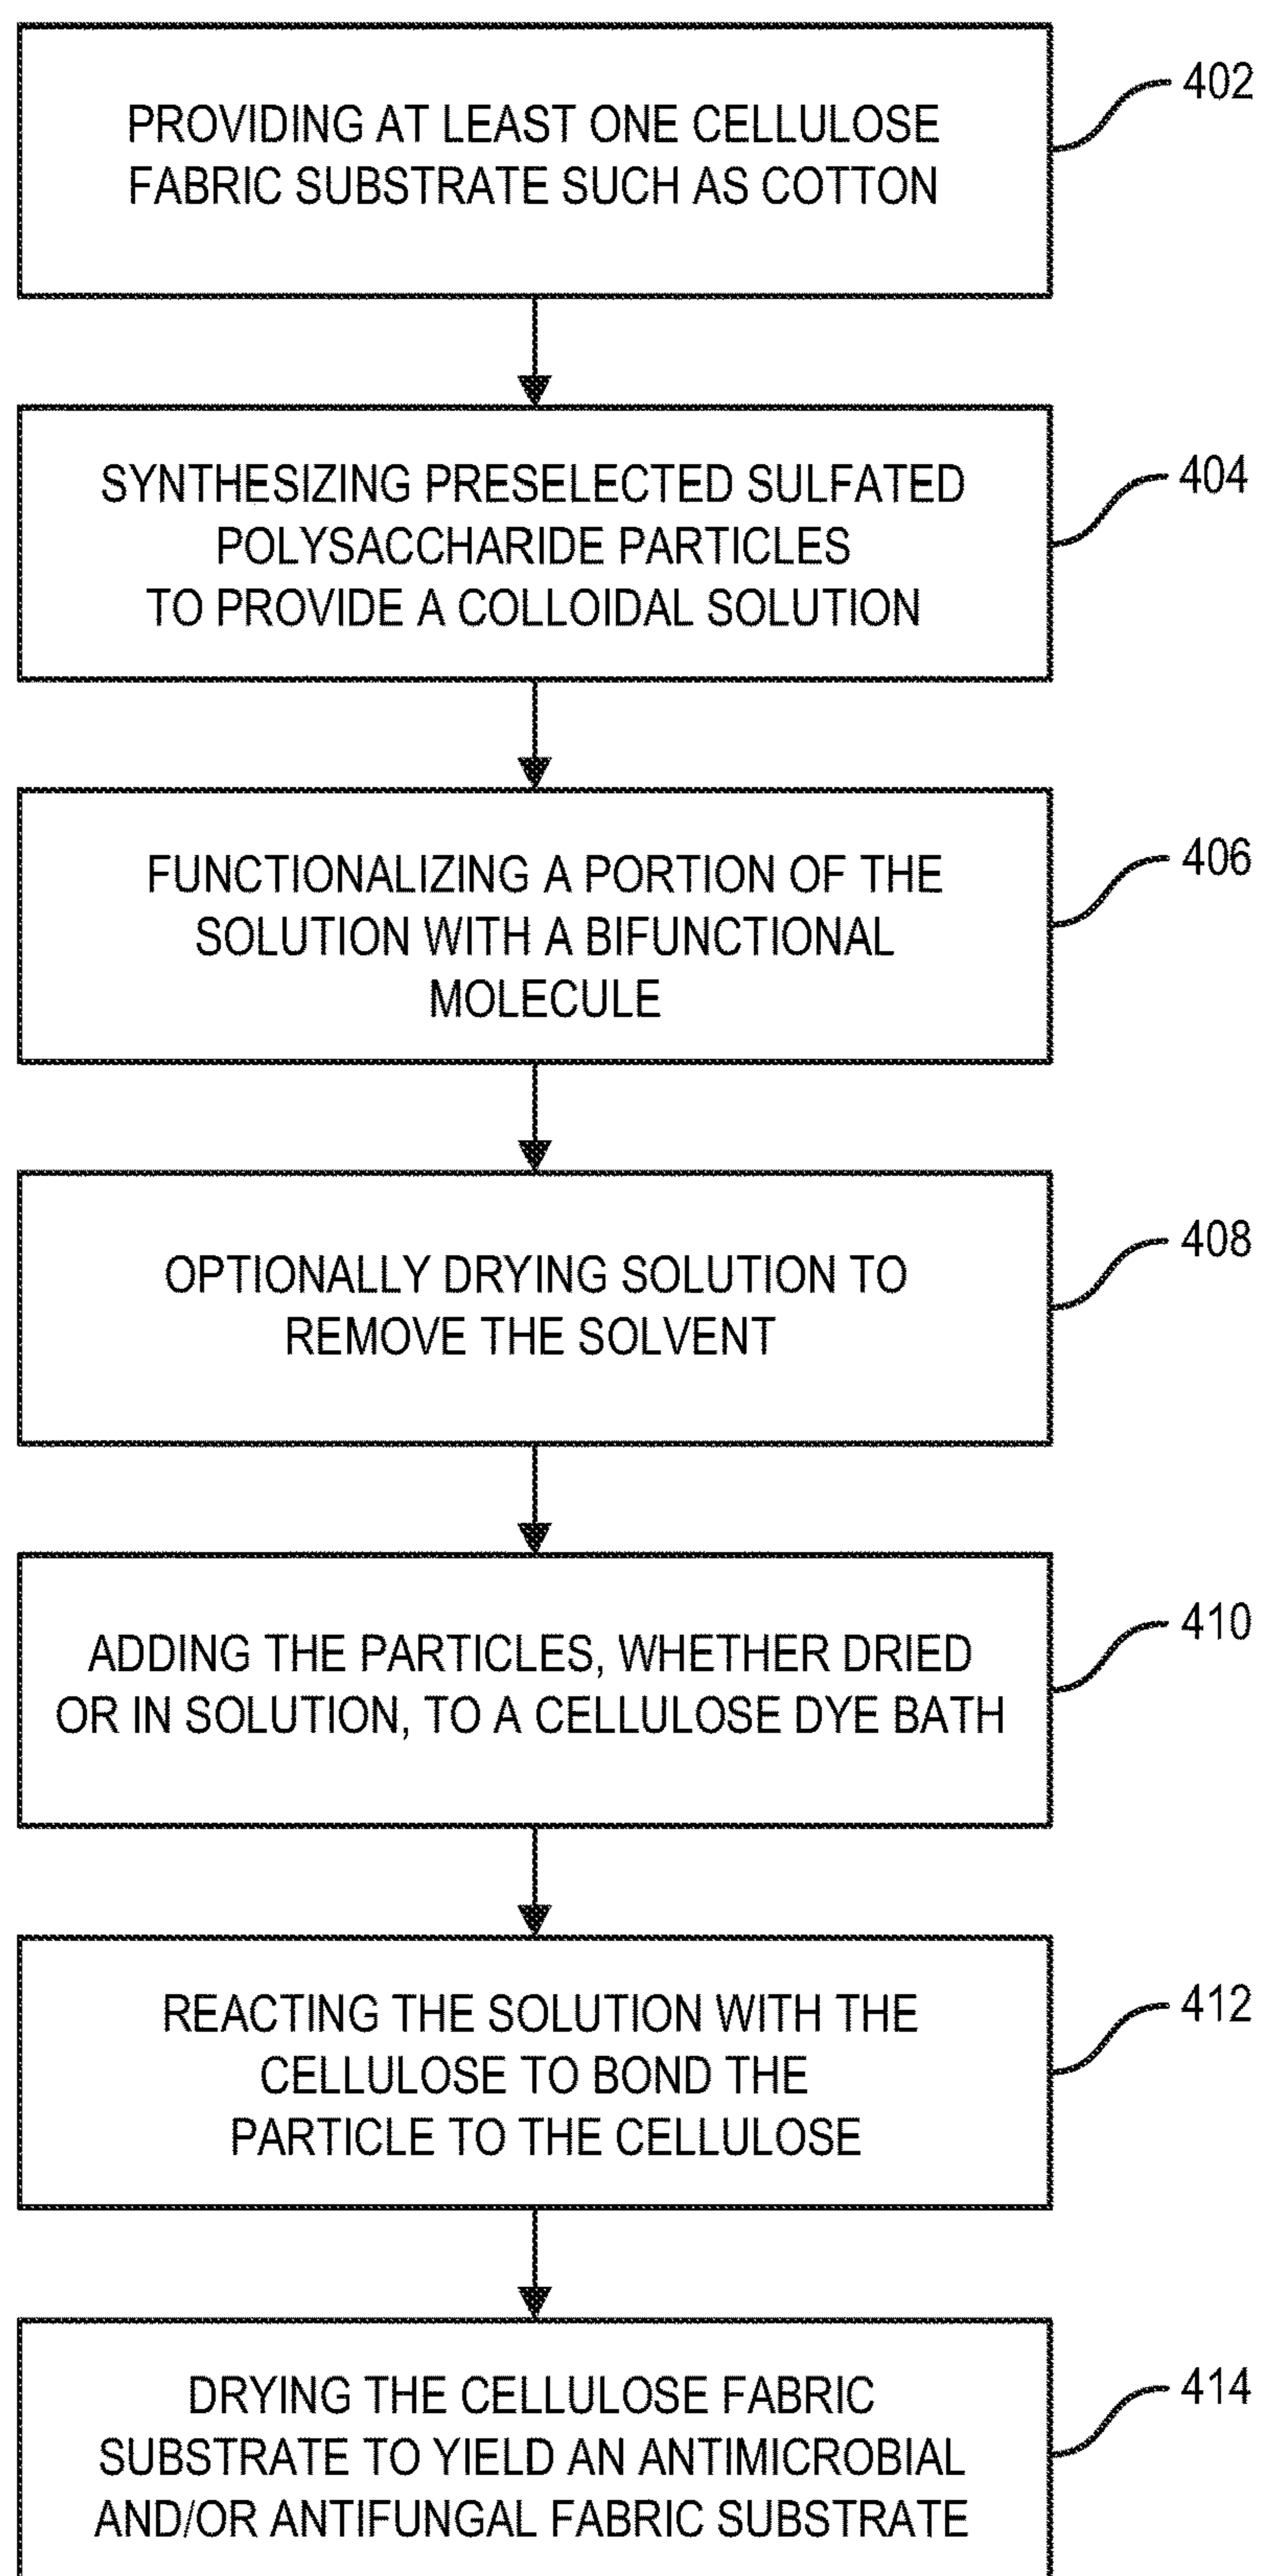 PROVIDING AT LEAST ONE CELLULOSE
FABRIC SUBSTRATE SUCH AS COTTON
402
SYNTHESIZING PRESELECTED SULFATED
POLYSACCHARIDE PARTICLES
TO PROVIDE A COLLOIDAL SOLUTION
404
FUNCTIONALIZING A PORTION OF THE
SOLUTION WITH A BIFUNCTIONAL
MOLECULE
406
OPTIONALLY DRYING SOLUTION TO
REMOVE THE SOLVENT
408
ADDING THE PARTICLES, WHETHER DRIED
OR IN SOLUTION, TO A CELLULOSE DYE BATH
410
REACTING THE SOLUTION WITH THE
CELLULOSE TO BOND THE
PARTICLE TO THE CELLULOSE
412
DRYING THE CELLULOSE FABRIC
SUBSTRATE TO YIELD AN ANTIMICROBIAL
AND/OR ANTIFUNGAL FABRIC SUBSTRATE
414